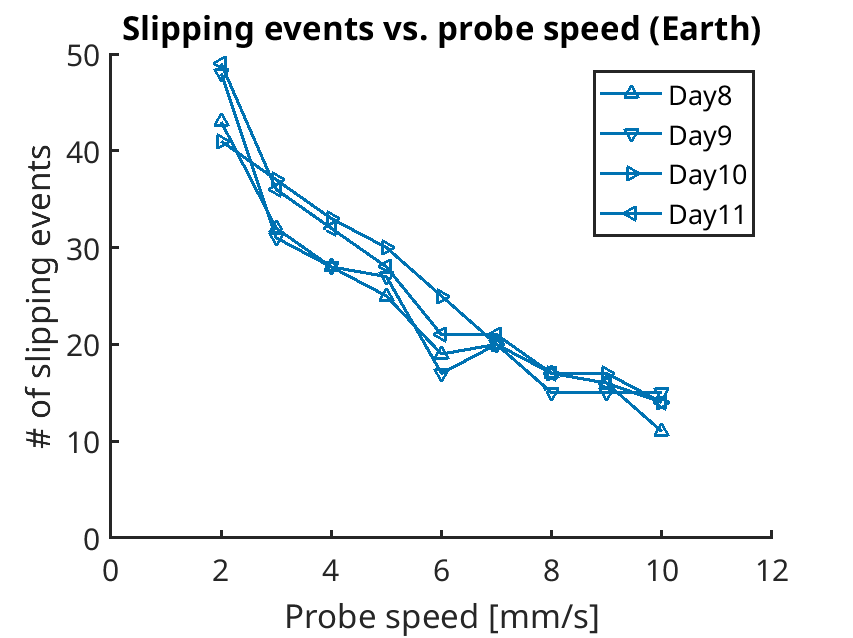 Slipping events vs. probe speed (Earth)
# of slipping events
50
40
30
20
10
0
0 2 4 6 8 10 12
Probe speed [mm/s]
Day8
Day9
Day10
Day11